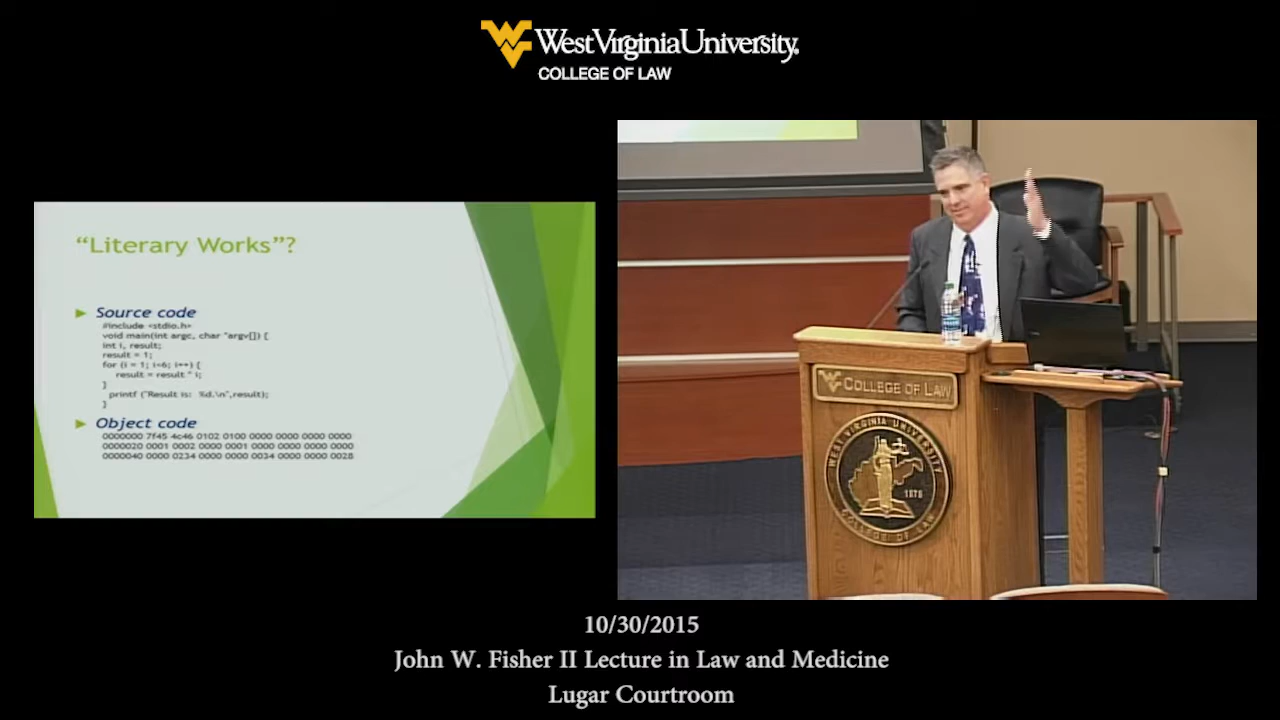 WestVirginiaUniversity.
COLLEGE OF LAW
“Literary Works”?
Source code
#include <stdio.h>
void main(int argc, char *argv[]) {
int i, result;
result = 1;
for (i = 1; i<6; i++) {
result = result * i;
}
printf ("Result is: %d.\n",result);
}
Object code
0000000 7f45 4c46 0102 0100 0000 0000 0000 0000
0000020 0001 0002 0000 0001 0000 0000 0000 0000
0000040 0000 0234 0000 0000 0034 0000 0000 0028
COLLEGE OF LAW
WEST VIRGINIA UNIVERSITY
1878
COLLEGE OF LAW
10/30/2015
John W. Fisher II Lecture in Law and Medicine
Lugar Courtroom